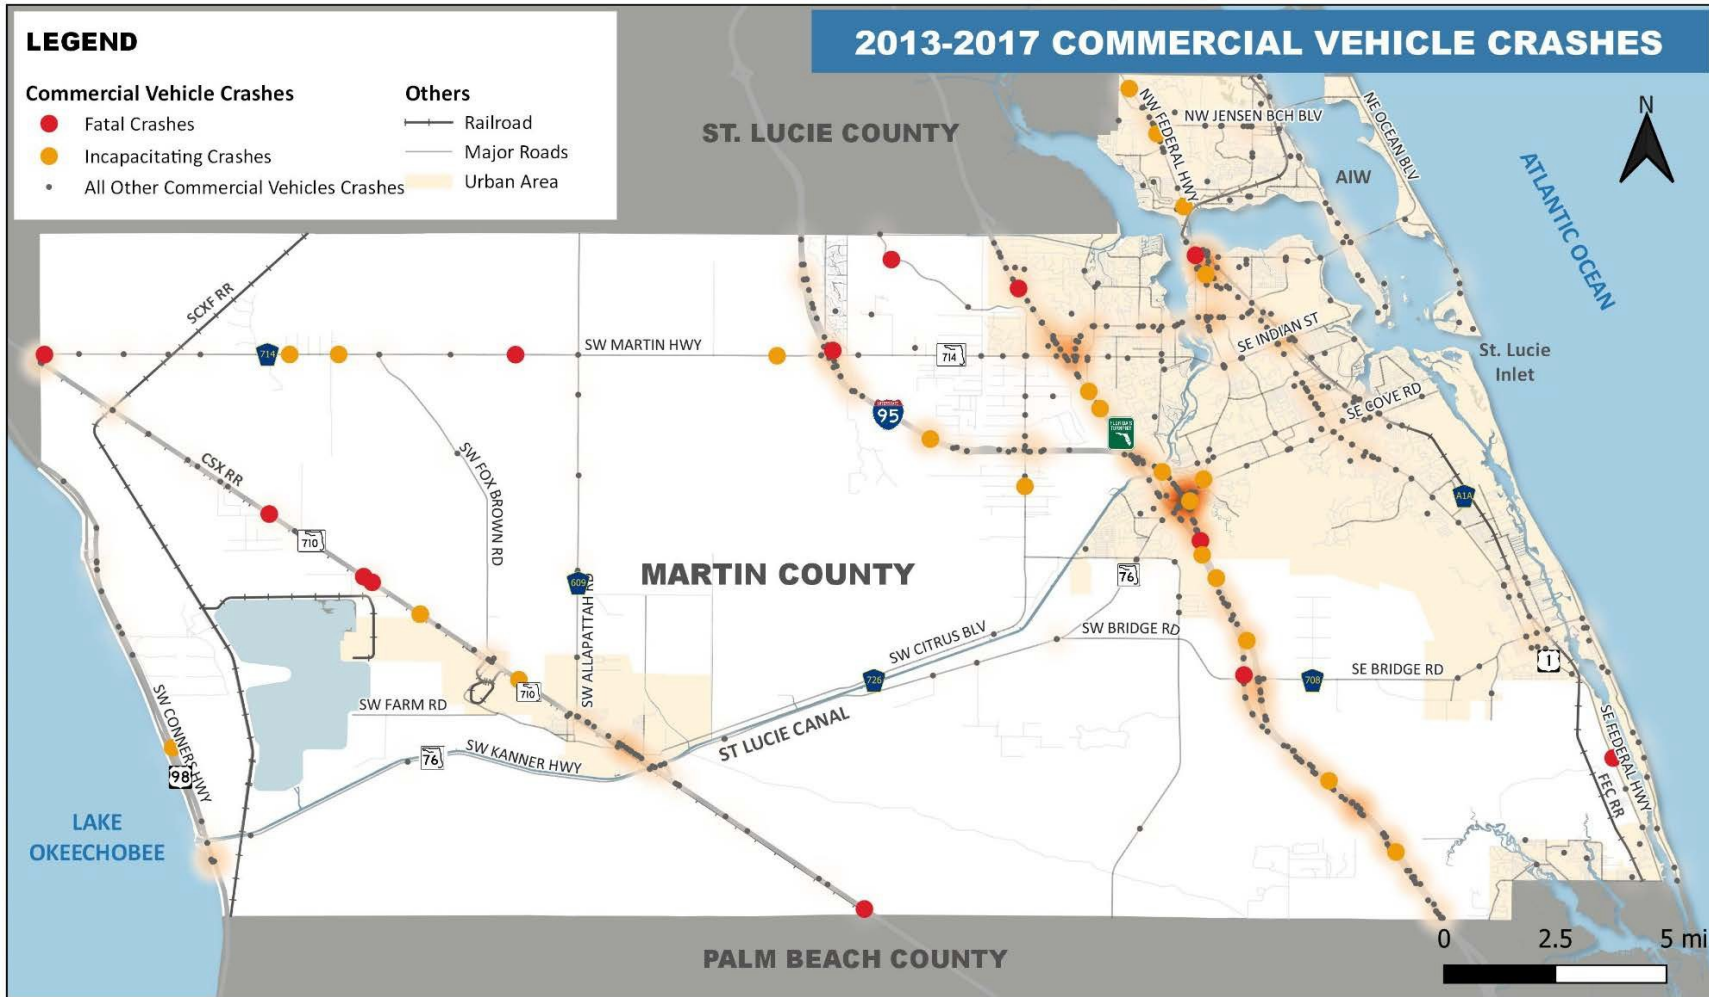 2013-2017 COMMERCIAL VEHICLE CRASHES
LEGEND
Commercial Vehicle Crashes
Fatal Crashes
Incapacitating Crashes
All Other Commercial Vehicles Crashes
Others
Railroad
Major Roads
Urban Area
ST. LUCIE COUNTY
NW FEDERAL HWY
NW JENSEN BCH BLV
NE OCEAN BLV
AIW
N
ATLANTIC OCEAN
SCXF RR
714
SW MARTIN HWY
714
SE INDIAN ST
St. Lucie
Inlet
SE COVE RD
95
CSX RR
SW FOX BROWN RD
A1A
710
MARTIN COUNTY
609
SW ALLAPATTAH RD
76
SW CITRUS BLV
SW BRIDGE RD
SE BRIDGE RD
1
726
708
710
SW FARM RD
ST LUCIE CANAL
SW CONNERS HWY
98
76
SW KANNER HWY
SE FEDERAL HWY
FEC RR
LAKE
OKEECHOBEE
PALM BEACH COUNTY
0 2.5 5 mi